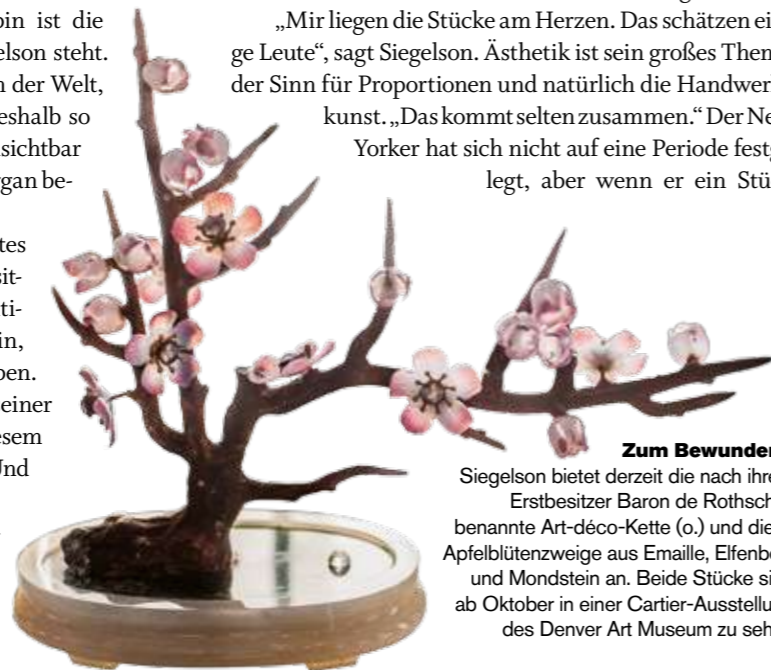 bin ist die
elson steht.
der Welt,
eshalb so
sichtbar
gan be-
tes
sit-
ti-
in,
ben.
einer
esem
Und
„Mir liegen die Stücke am Herzen. Das schätzen ei
ge Leute“, sagt Siegelson. Ästhetik ist sein großes Them
der Sinn für Proportionen und natürlich die Handwer
kunst. „Das kommt selten zusammen.“ Der Ne
Yorker hat sich nicht auf eine Periode festg
legt, aber wenn er ein Stü
Zum Bewundern
Siegelson bietet derzeit die nach ihre
Erstbesitzer Baron de Rothsch
benannte Art-déco-Kette (o.) und die
Apfelblütenzweige aus Emaille, Elfenbe
und Mondstein an. Beide Stücke si
ab Oktober in einer Cartier-Ausstellu
des Denver Art Museum zu seh